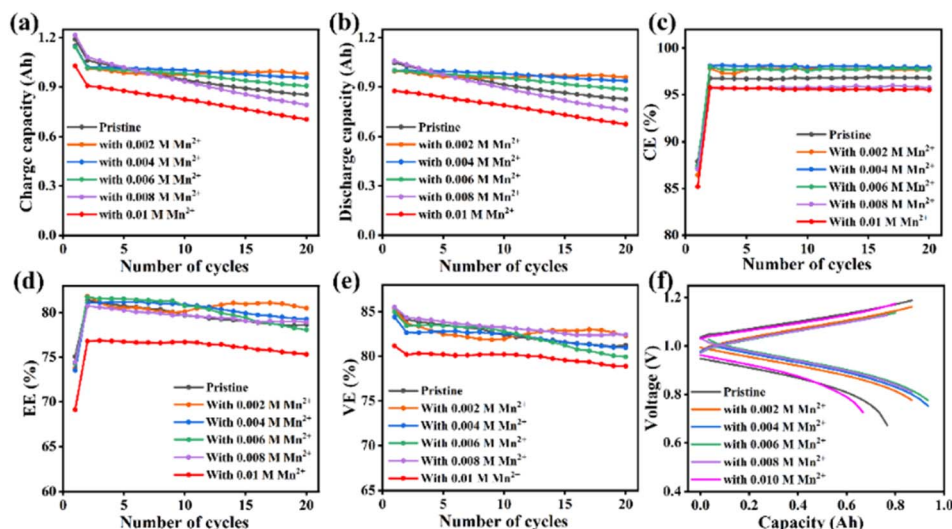 (a)
Charge capacity (Ah)
1.2
0.9
0.6
0.3
0.0
Pristine
with 0.002 M Mn²⁺
with 0.004 M Mn²⁺
with 0.006 M Mn²⁺
with 0.008 M Mn²⁺
with 0.01 M Mn²⁺
0 5 10 15 20
Number of cycles
(b)
Discharge capacity (Ah)
1.2
0.9
0.6
0.3
0.0
Pristine
with 0.002 M Mn²⁺
with 0.004 M Mn²⁺
with 0.006 M Mn²⁺
with 0.008 M Mn²⁺
with 0.01 M Mn²⁺
0 5 10 15 20
Number of cycles
(c)
CE (%)
100
95
90
85
80
Pristine
With 0.002 M Mn²⁺
With 0.004 M Mn²⁺
With 0.006 M Mn²⁺
With 0.008 M Mn²⁺
With 0.01 M Mn²⁺
0 5 10 15 20
Number of cycles
(d)
EE (%)
80
75
70
65
60
Pristine
With 0.002 M Mn²⁺
With 0.004 M Mn²⁺
With 0.006 M Mn²⁺
With 0.008 M Mn²⁺
With 0.01 M Mn²⁺
0 5 10 15 20
Number of cycles
(e)
VE (%)
85
80
75
70
65
Pristine
With 0.002 M Mn²⁺
With 0.004 M Mn²⁺
With 0.006 M Mn²⁺
With 0.008 M Mn²⁺
With 0.01 M Mn²⁺
0 5 10 15 20
Number of cycles
(f)
Voltage (V)
1.2
1.0
0.8
0.6
0.4
Pristine
with 0.002 M Mn²⁺
with 0.004 M Mn²⁺
with 0.006 M Mn²⁺
with 0.008 M Mn²⁺
with 0.010 M Mn²⁺
0.0 0.2 0.4 0.6 0.8 1.0
Capacity (Ah)